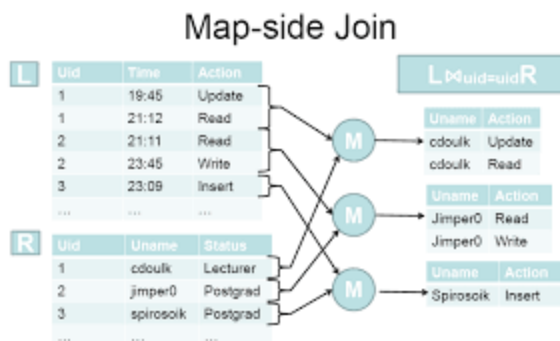 Map-side Join
L
Uid Time Action
1 19:45 Update
1 21:12 Read
2 21:11 Read
2 23:45 Write
3 23:09 Insert
... ... ...
R
Uid Uname Status
1 cdoulk Lecturer
2 jimper0 Postgrad
3 spirosoik Postgrad
... ... ...
M
M
M
L⋈uid=uidR
Uname Action
cdoulk Update
cdoulk Read
Uname Action
Jimper0 Read
Jimper0 Write
Uname Action
Spirosoik Insert